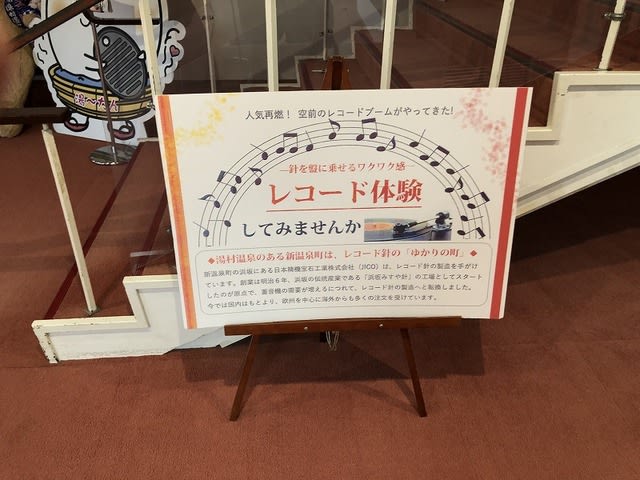 人気再燃！ 空前のレコードブームがやってきた！
―針を盤に乗せるワクワク感―
レコード体験
してみませんか
◆湯村温泉のある新温泉町は、レコード針の「ゆかりの町」◆
新温泉町の浜坂にある日本精機宝石工業株式会社（JICO）は、レコード針の製造を手がけ
ています。創業は明治６年、浜坂の伝統産業である「浜坂みすや針」の工場としてスタート
したのが原点で、蓄音機の需要が増えるにつれて、レコード針の製造へと転換しました。
今では国内はもとより、欧州を中心に海外からも多くの注文を受けています。